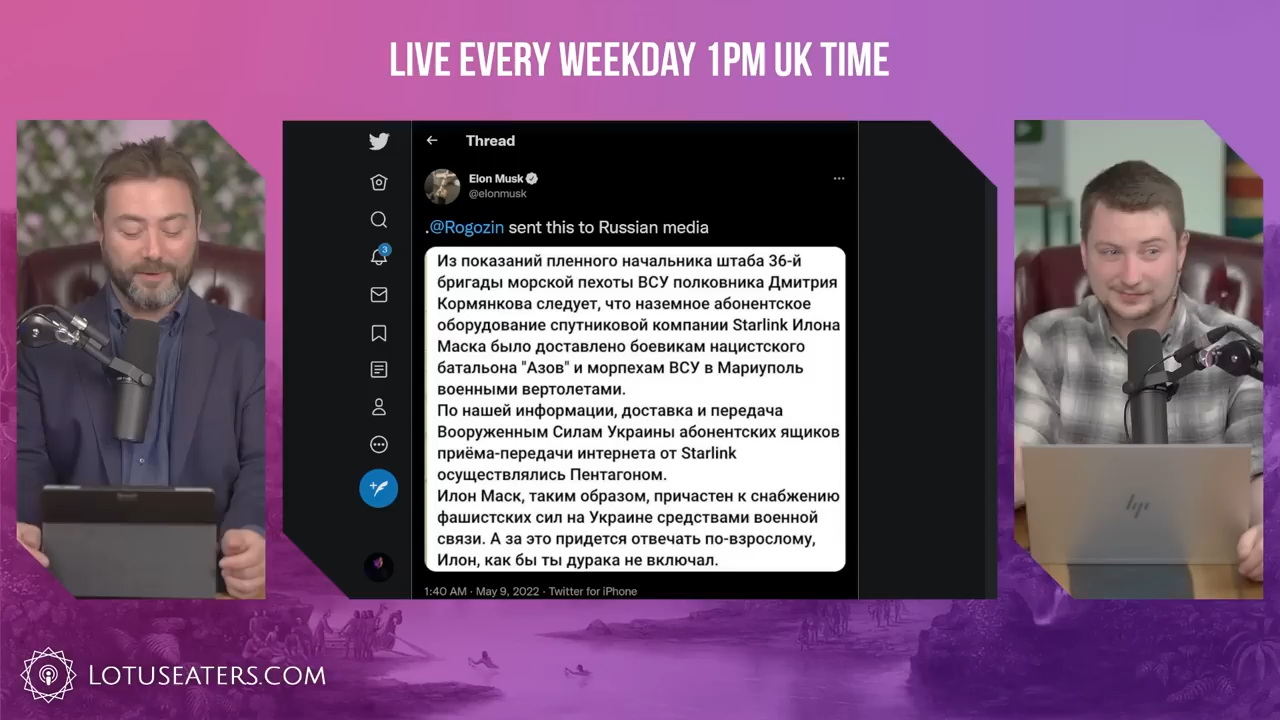 LIVE EVERY WEEKDAY 1PM UK TIME
Thread
Elon Musk
@elonmusk
.@Rogozin sent this to Russian media
Из показаний пленного начальника штаба 36-й
бригады морской пехоты ВСУ полковника Дмитрия
Кормянкова следует, что наземное абонентское
оборудование спутниковой компании Starlink Илона
Маска было доставлено боевикам нацистского
батальона "Азов" и морпехам ВСУ в Мариуполь
военными вертолетами.
По нашей информации, доставка и передача
Вооруженным Силам Украины абонентских ящиков
приёма-передачи интернета от Starlink
осуществлялись Пентагоном.
Илон Маск, таким образом, причастен к снабжению
фашистских сил на Украине средствами военной
связи. А за это придется отвечать по-взрослому,
Илон, как бы ты дурака не включал.
1:40 AM · May 9, 2022 · Twitter for iPhone
3
hp
LOTUSEATERS.COM